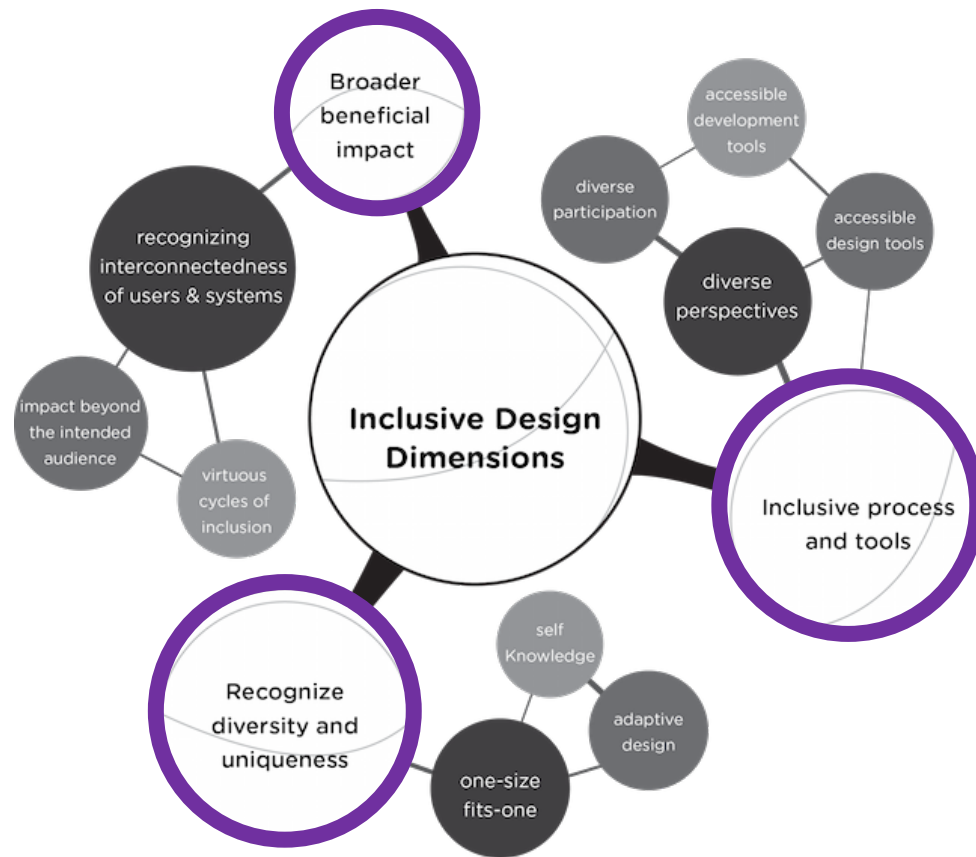 Broader
beneficial
impact
recognizing
interconnectedness
of users & systems
impact beyond
the intended
audience
virtuous
cycles of
inclusion
accessible
development
tools
diverse
participation
accessible
design tools
diverse
perspectives
Inclusive Design
Dimensions
Inclusive process
and tools
Recognize
diversity and
uniqueness
self
Knowledge
adaptive
design
one-size
fits-one